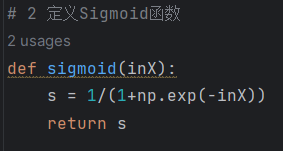 # 2 定义Sigmoid函数
2 usages
def sigmoid(inX):
    s = 1/(1+np.exp(-inX))
    return s